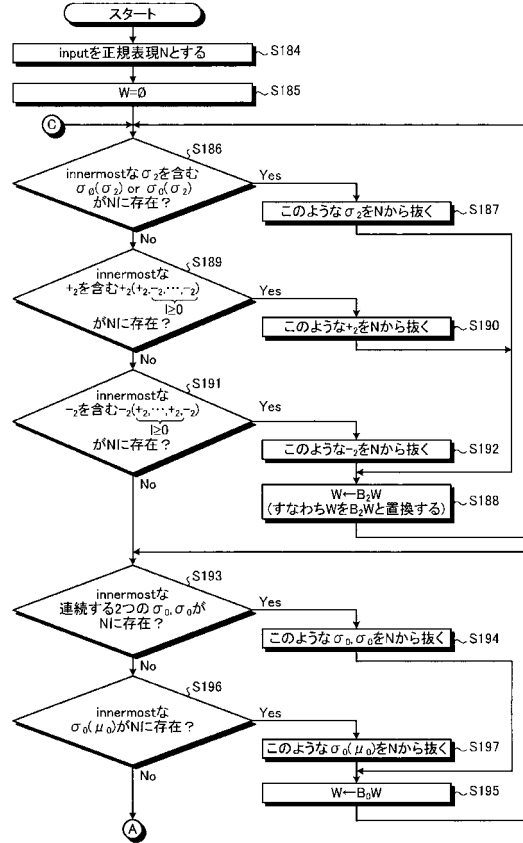 スタート
inputを正規表現Nとする
S184
W=Ø
S185
C
S186
innermostなσ₂を含む
σ_Ø(σ₂) or σ₀(σ₂)
がNに存在?
Yes
このようなσ₂をNから抜く
S187
No
S189
innermostな
+₂を含む+₂(+₂,−₂,⋯,−₂)
l≥0
がNに存在?
Yes
このような+₂をNから抜く
S190
No
S191
innermostな
−₂を含む−₂(+₂,⋯,+₂,−₂)
l≥0
がNに存在?
Yes
このような−₂をNから抜く
S192
No
W←B₂W
(すなわちWをB₂Wと置換する)
S188
S193
innermostな
連続する2つのσ₀,σ₀が
Nに存在?
Yes
このようなσ₀,σ₀をNから抜く
S194
No
S196
innermostな
σ₀(μ₀)がNに存在?
Yes
このようなσ₀(μ₀)をNから抜く
S197
No
W←B₀W
S195
A